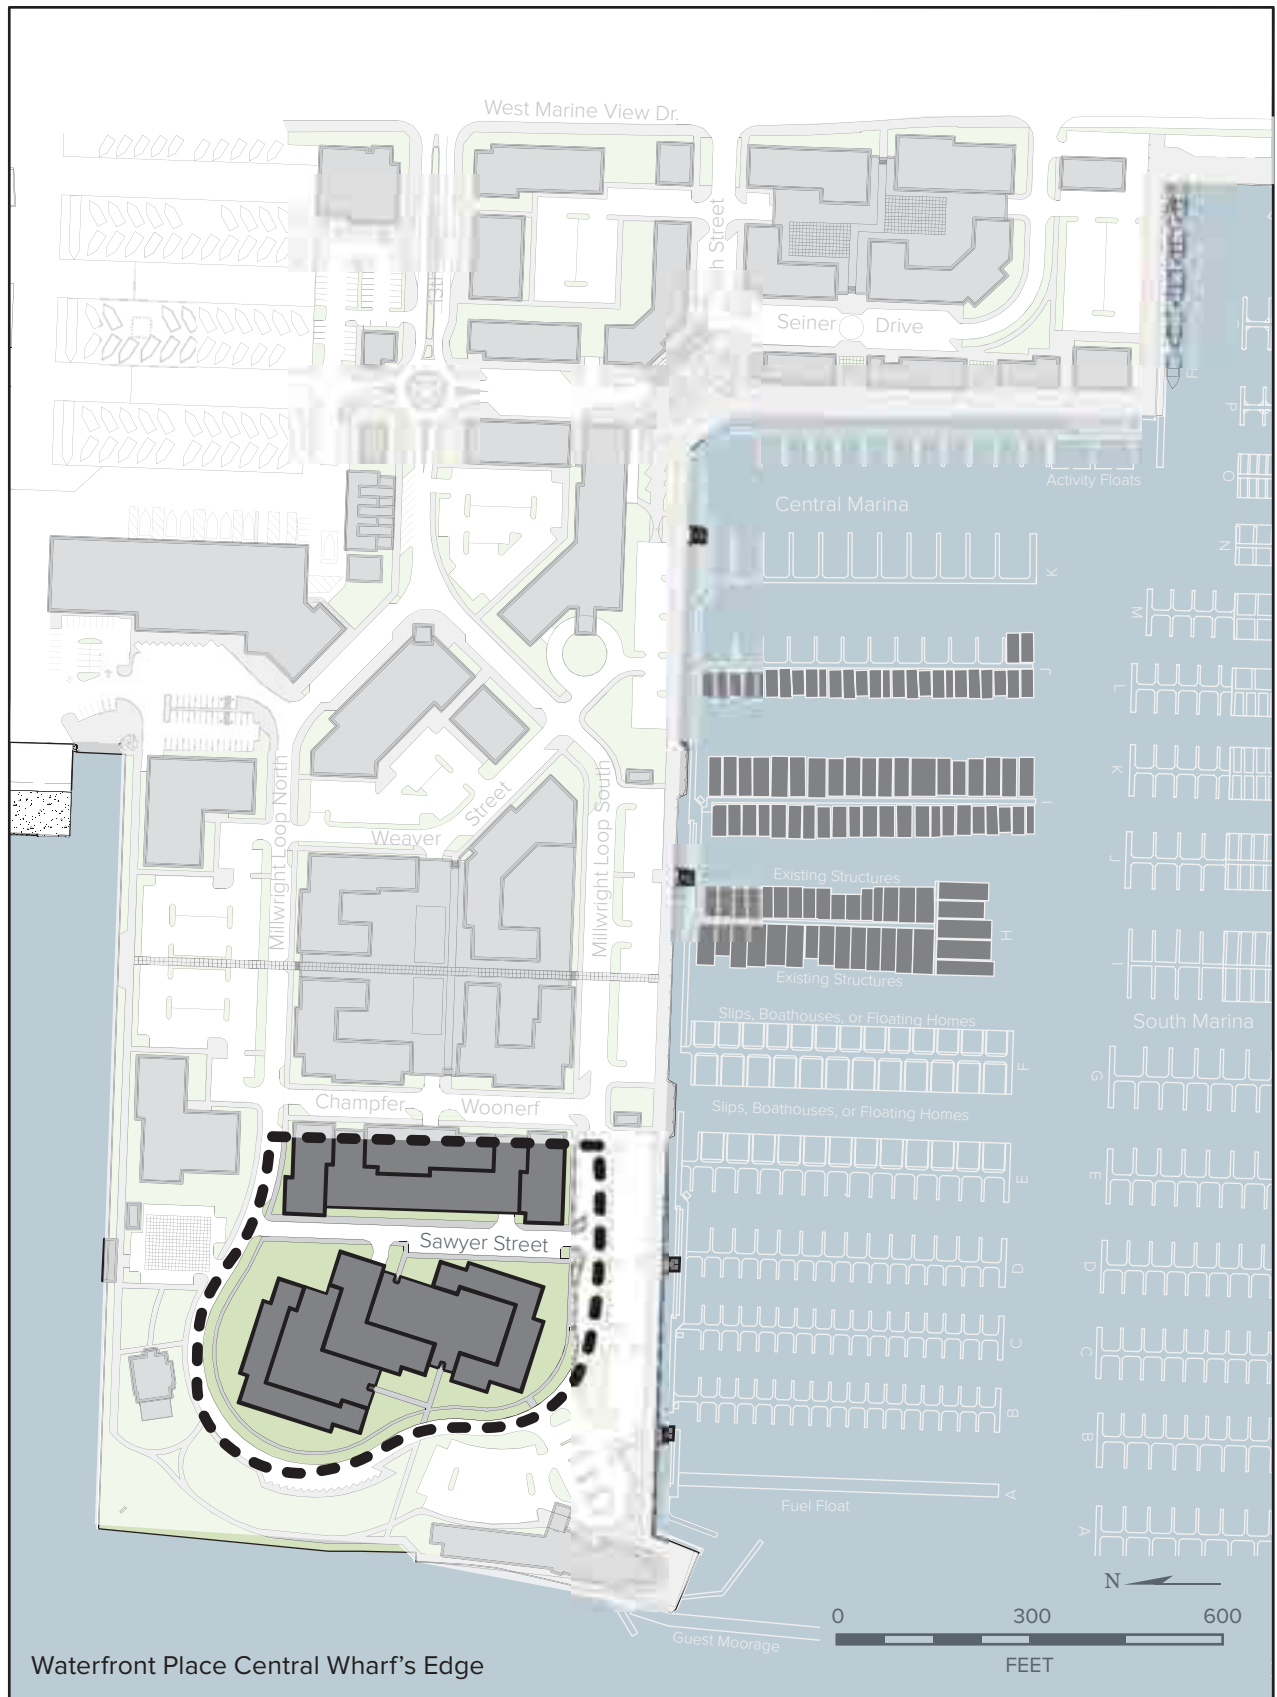 West Marine View Dr.
h Street
13th
Seiner Drive
Activity Floats
Central Marina
P
O
N
K
M
J
L
K
Millwright Loop North
Millwright Loop South
Weaver Street
I
J
Existing Structures
H
I
Existing Structures
Slips, Boathouses, or Floating Homes
South Marina
F
G
Champfer Woonerf
Slips, Boathouses, or Floating Homes
E
E
Sawyer Street
D
D
C
C
B
B
A
Fuel Float
A
N
0 300 600
FEET
Guest Moorage
Waterfront Place Central Wharf's Edge